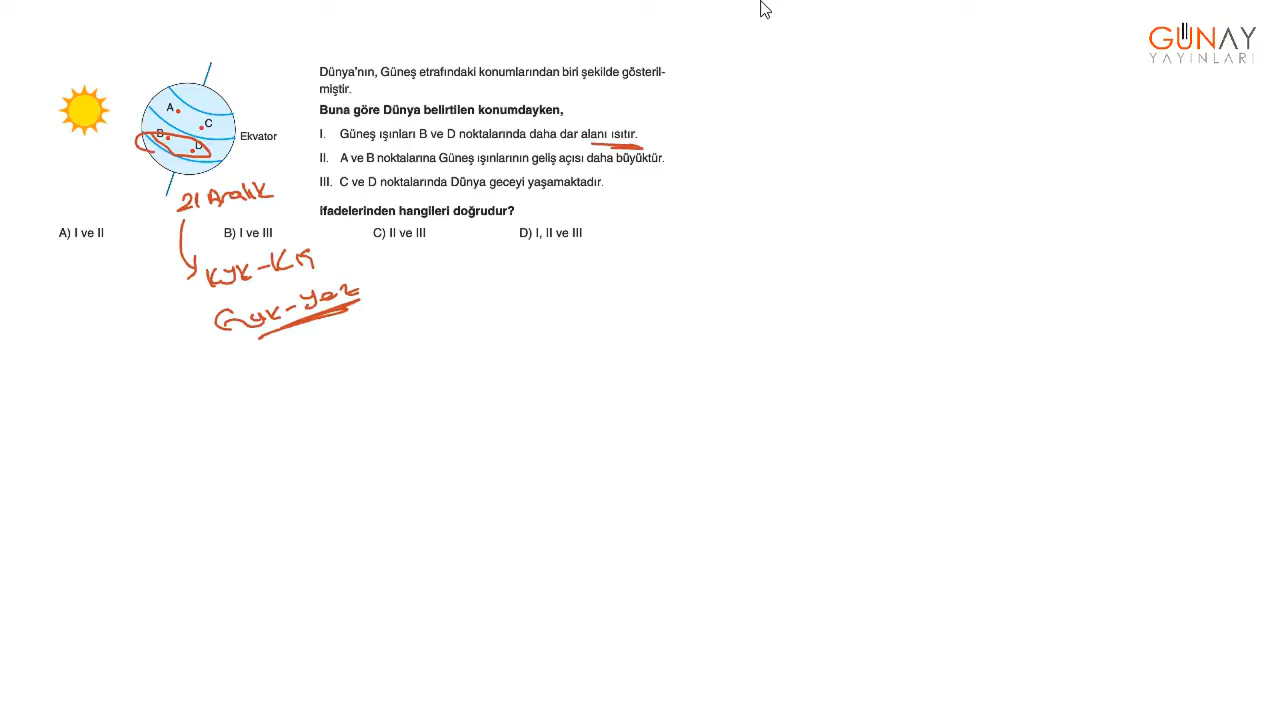 GÜNAY
YAYINLARI
Dünya'nın, Güneş etrafındaki konumlarından biri şekilde gösteril-
miştir.
Buna göre Dünya belirtilen konumdayken,
I. Güneş ışınları B ve D noktalarında daha dar alanı ısıtır.
II. A ve B noktalarına Güneş ışınlarının geliş açısı daha büyüktür.
III. C ve D noktalarında Dünya geceyi yaşamaktadır.
ifadelerinden hangileri doğrudur?
A
C
B
D
Ekvator
21 Aralık
A) I ve II B) I ve III C) II ve III D) I, II ve III
KYK-Kış
GYK-Yaz